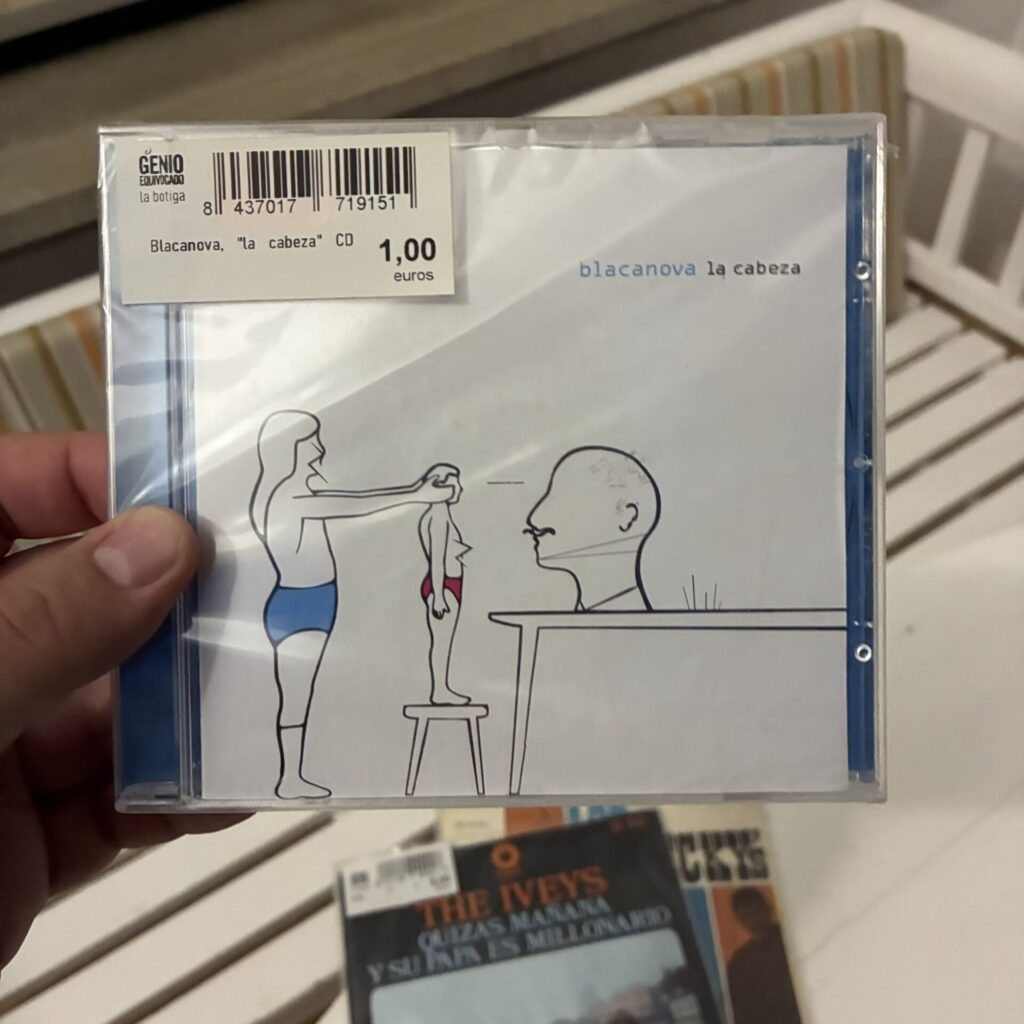 el
GENIO
EQUIVOCADO
la botiga
8 437017 719151
Blacanova, "la cabeza" CD
1,00
euros
blacanova la cabeza
THE IVEYS
QUIZAS MAÑANA
Y SU PAPA ES MILLONARIO